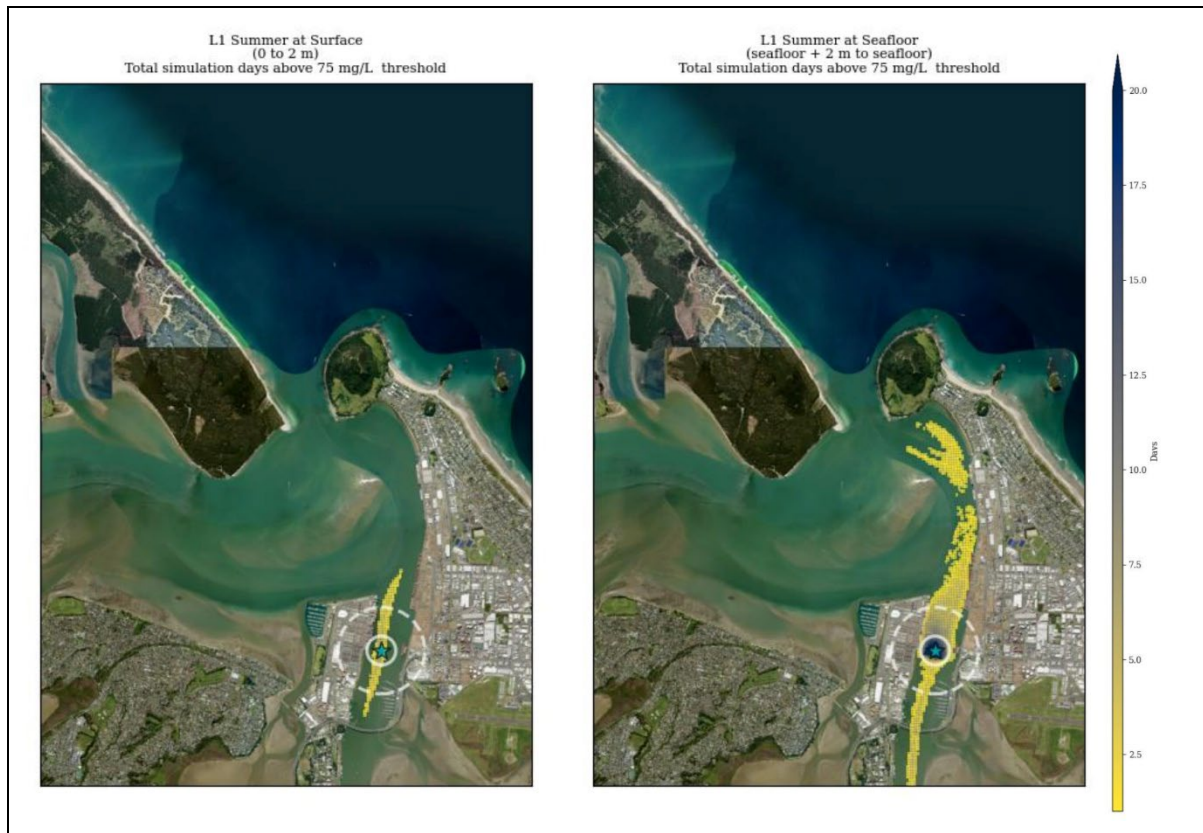 L1 Summer at Surface
(0 to 2 m)
Total simulation days above 75 mg/L threshold
L1 Summer at Seafloor
(seafloor + 2 m to seafloor)
Total simulation days above 75 mg/L threshold
20.0
17.5
15.0
12.5
10.0
7.5
5.0
2.5
Days